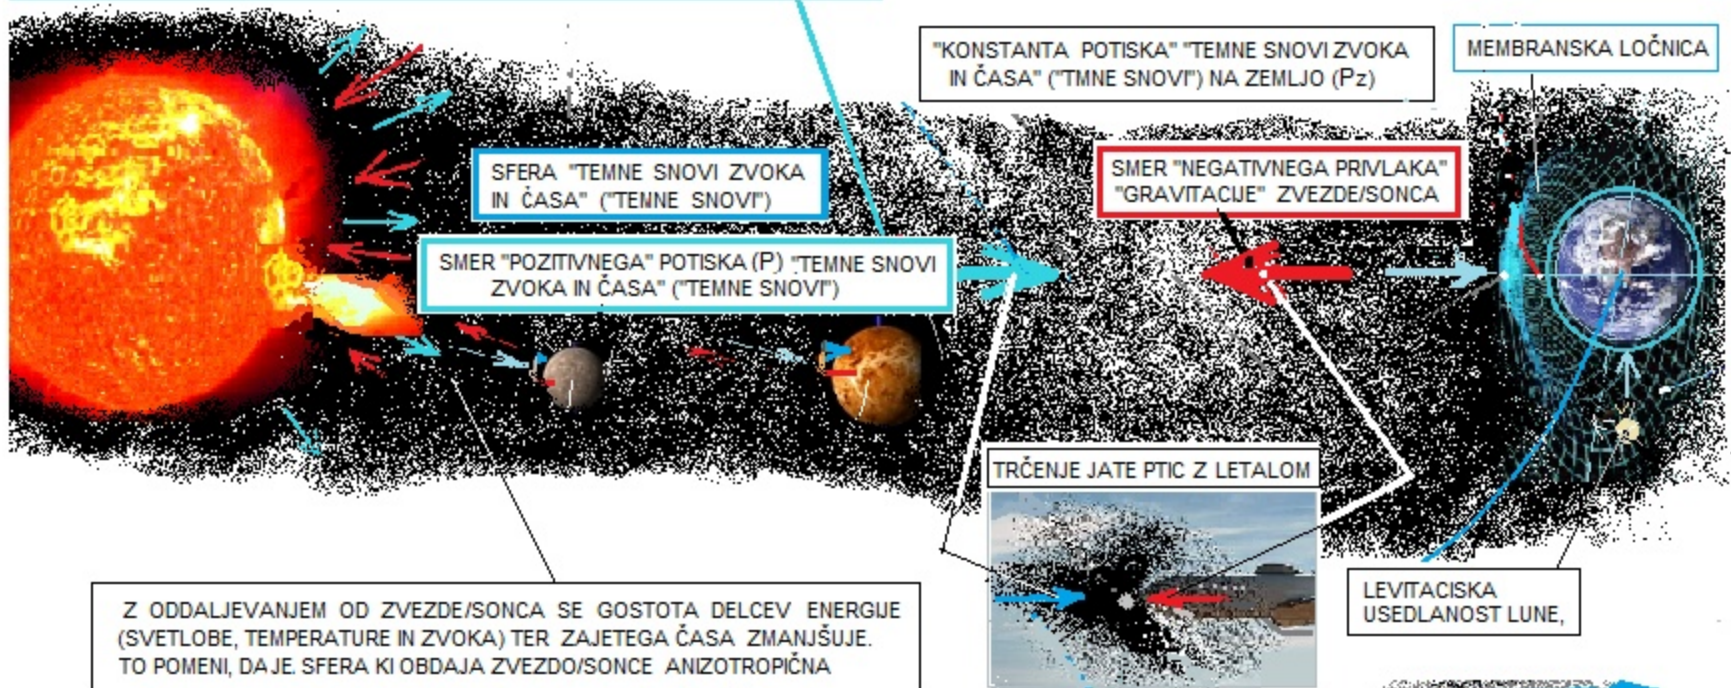 "KONSTANTA POTISKA" "TEMNE SNOVI ZVOKA
IN ČASA" ("TMNE SNOVI") NA ZEMLJO (Pz)
MEMBRANSKA LOČNICA
SFERA "TEMNE SNOVI ZVOKA
IN ČASA" ("TEMNE SNOVI")
SMER "NEGATIVNEGA PRIVLAKA"
"GRAVITACIJE" ZVEZDE/SONCA
SMER "POZITIVNEGA" POTISKA (P) "TEMNE SNOVI
ZVOKA IN ČASA" ("TEMNE SNOVI")
TRČENJE JATE PTIC Z LETALOM
LEVITACISKA
USEDLANOST LUNE,
Z ODDALJEVANJEM OD ZVEZDE/SONCA SE GOSTOTA DELCEV ENERGIJE
(SVETLOBE, TEMPERATURE IN ZVOKA) TER ZAJETEGA ČASA ZMANJŠUJE.
TO POMENI, DA JE. SFERA KI OBDAJA ZVEZDO/SONCE ANIZOTROPIČNA